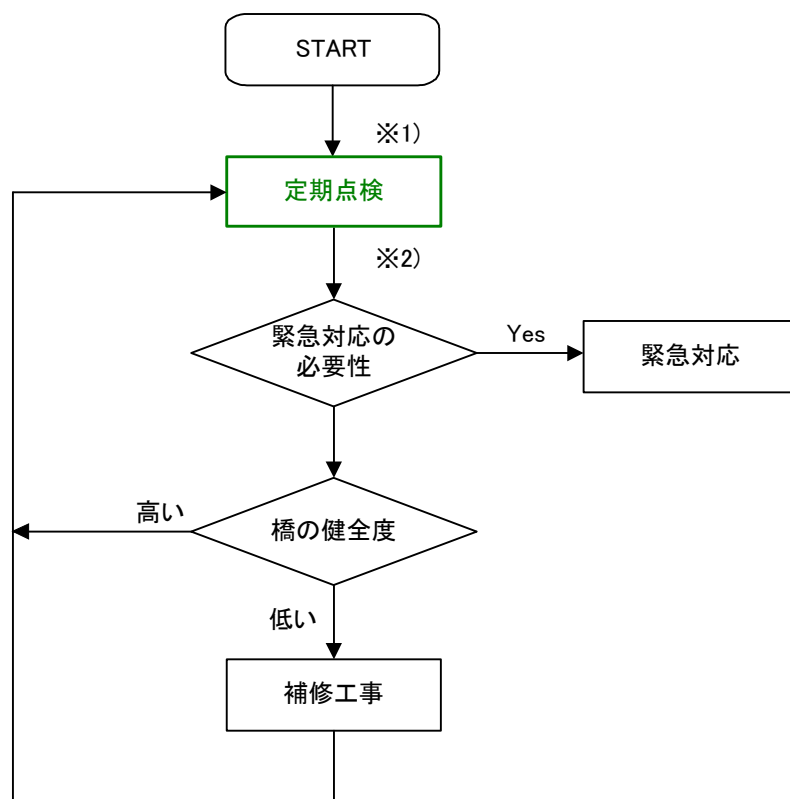 START
※1)
定期点検
※2)
緊急対応の
必要性
Yes
緊急対応
高い
橋の健全度
低い
補修工事